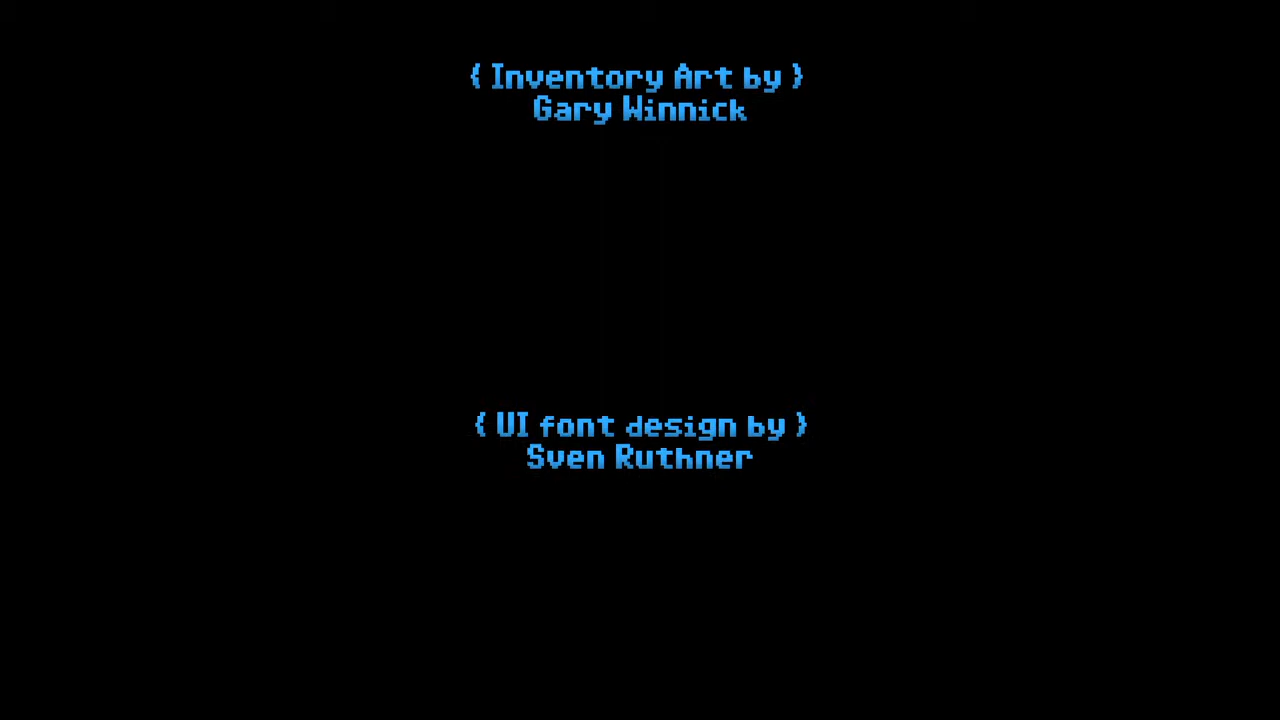 { Inventory Art by }
Gary Winnick
{ UI font design by }
Sven Ruthner